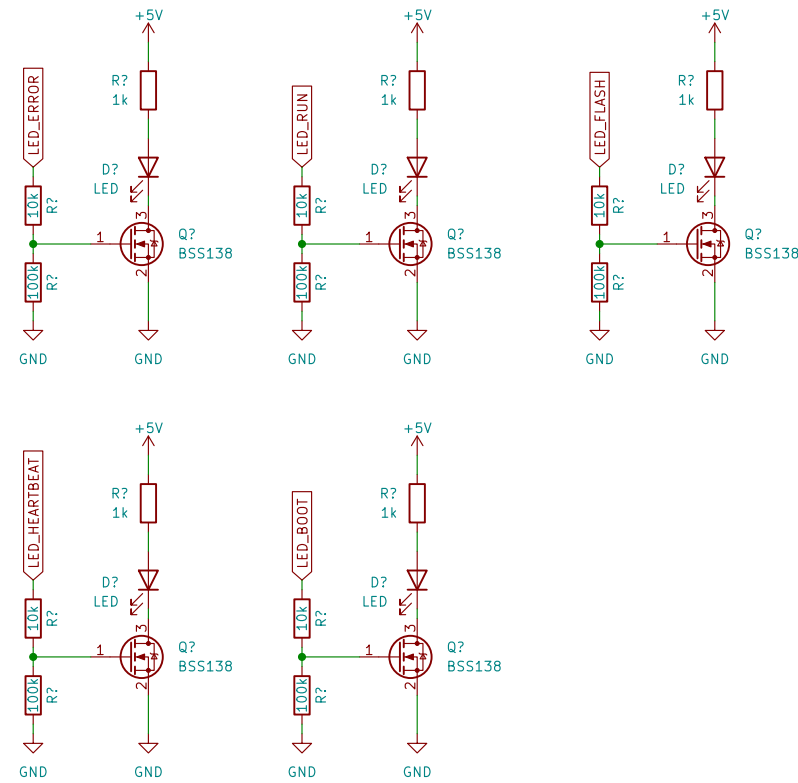 +5V
R?
1k
LED_ERROR
D?
LED
10k
R?
3
1
Q?
BSS138
2
100k
R?
GND
GND
+5V
R?
1k
LED_RUN
D?
LED
10k
R?
3
1
Q?
BSS138
2
100k
R?
GND
GND
+5V
R?
1k
LED_FLASH
D?
LED
10k
R?
3
1
Q?
BSS138
2
100k
R?
GND
GND
+5V
R?
1k
LED_HEARTBEAT
D?
LED
10k
R?
3
1
Q?
BSS138
2
100k
R?
GND
GND
+5V
R?
1k
LED_BOOT
D?
LED
10k
R?
3
1
Q?
BSS138
2
100k
R?
GND
GND